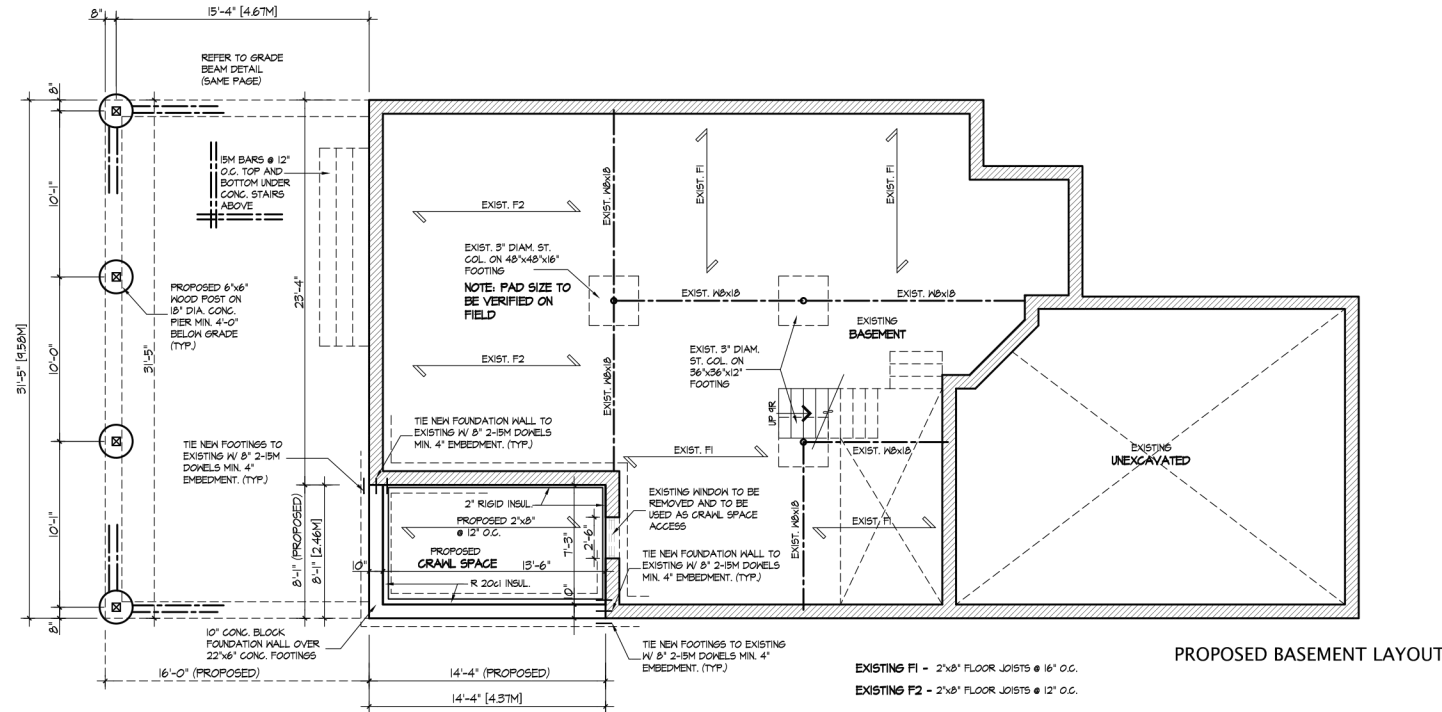 8"
15'-4" [4.67M]
REFER TO GRADE
BEAM DETAIL
(SAME PAGE)
8"
15M BARS @ 12"
O.C. TOP AND
BOTTOM UNDER
CONC. STAIRS
ABOVE
10'-1"
EXIST. F2
EXIST. W8x18
EXIST. F1
EXIST. F1
EXIST. 3" DIAM. ST.
COL. ON 48"x48"x16"
FOOTING
NOTE: PAD SIZE TO
BE VERIFIED ON
FIELD
PROPOSED 6"x6"
WOOD POST ON
18" DIA. CONC.
PIER MIN. 4'-0"
BELOW GRADE
(TYP.)
23'-4"
EXIST. W8x18
EXIST. W8x18
EXISTING
BASEMENT
31'-5" [9.58M]
10'-0"
31'-5"
EXIST. F2
EXIST. W8x18
EXIST. 3" DIAM.
ST. COL. ON
36"x36"x12"
FOOTING
UP 9R
TIE NEW FOUNDATION WALL TO
EXISTING W/ 8" 2-15M DOWELS
MIN. 4" EMBEDMENT. (TYP.)
TIE NEW FOOTINGS TO
EXISTING W/ 8" 2-15M
DOWELS MIN. 4"
EMBEDMENT. (TYP.)
EXIST. F1
EXIST. W8x18
EXISTING
UNEXCAVATED
10'-1"
8'-1" (PROPOSED)
8'-1" [2.46M]
2" RIGID INSUL.
PROPOSED 2"x8"
@ 12" O.C.
PROPOSED
CRAWL SPACE
10"
13'-6"
7'-3"
2'-6"
R 20ci INSUL.
10"
EXISTING WINDOW TO BE
REMOVED AND TO BE
USED AS CRAWL SPACE
ACCESS
TIE NEW FOUNDATION WALL TO
EXISTING W/ 8" 2-15M DOWELS
MIN. 4" EMBEDMENT. (TYP.)
EXIST. W8x18
EXIST. F1
8"
10" CONC. BLOCK
FOUNDATION WALL OVER
22"x6" CONC. FOOTINGS
TIE NEW FOOTINGS TO EXISTING
W/ 8" 2-15M DOWELS MIN. 4"
EMBEDMENT. (TYP.)
16'-0" (PROPOSED)
14'-4" (PROPOSED)
14'-4" [4.37M]
EXISTING F1 - 2"x8" FLOOR JOISTS @ 16" O.C.
EXISTING F2 - 2"x8" FLOOR JOISTS @ 12" O.C.
PROPOSED BASEMENT LAYOUT